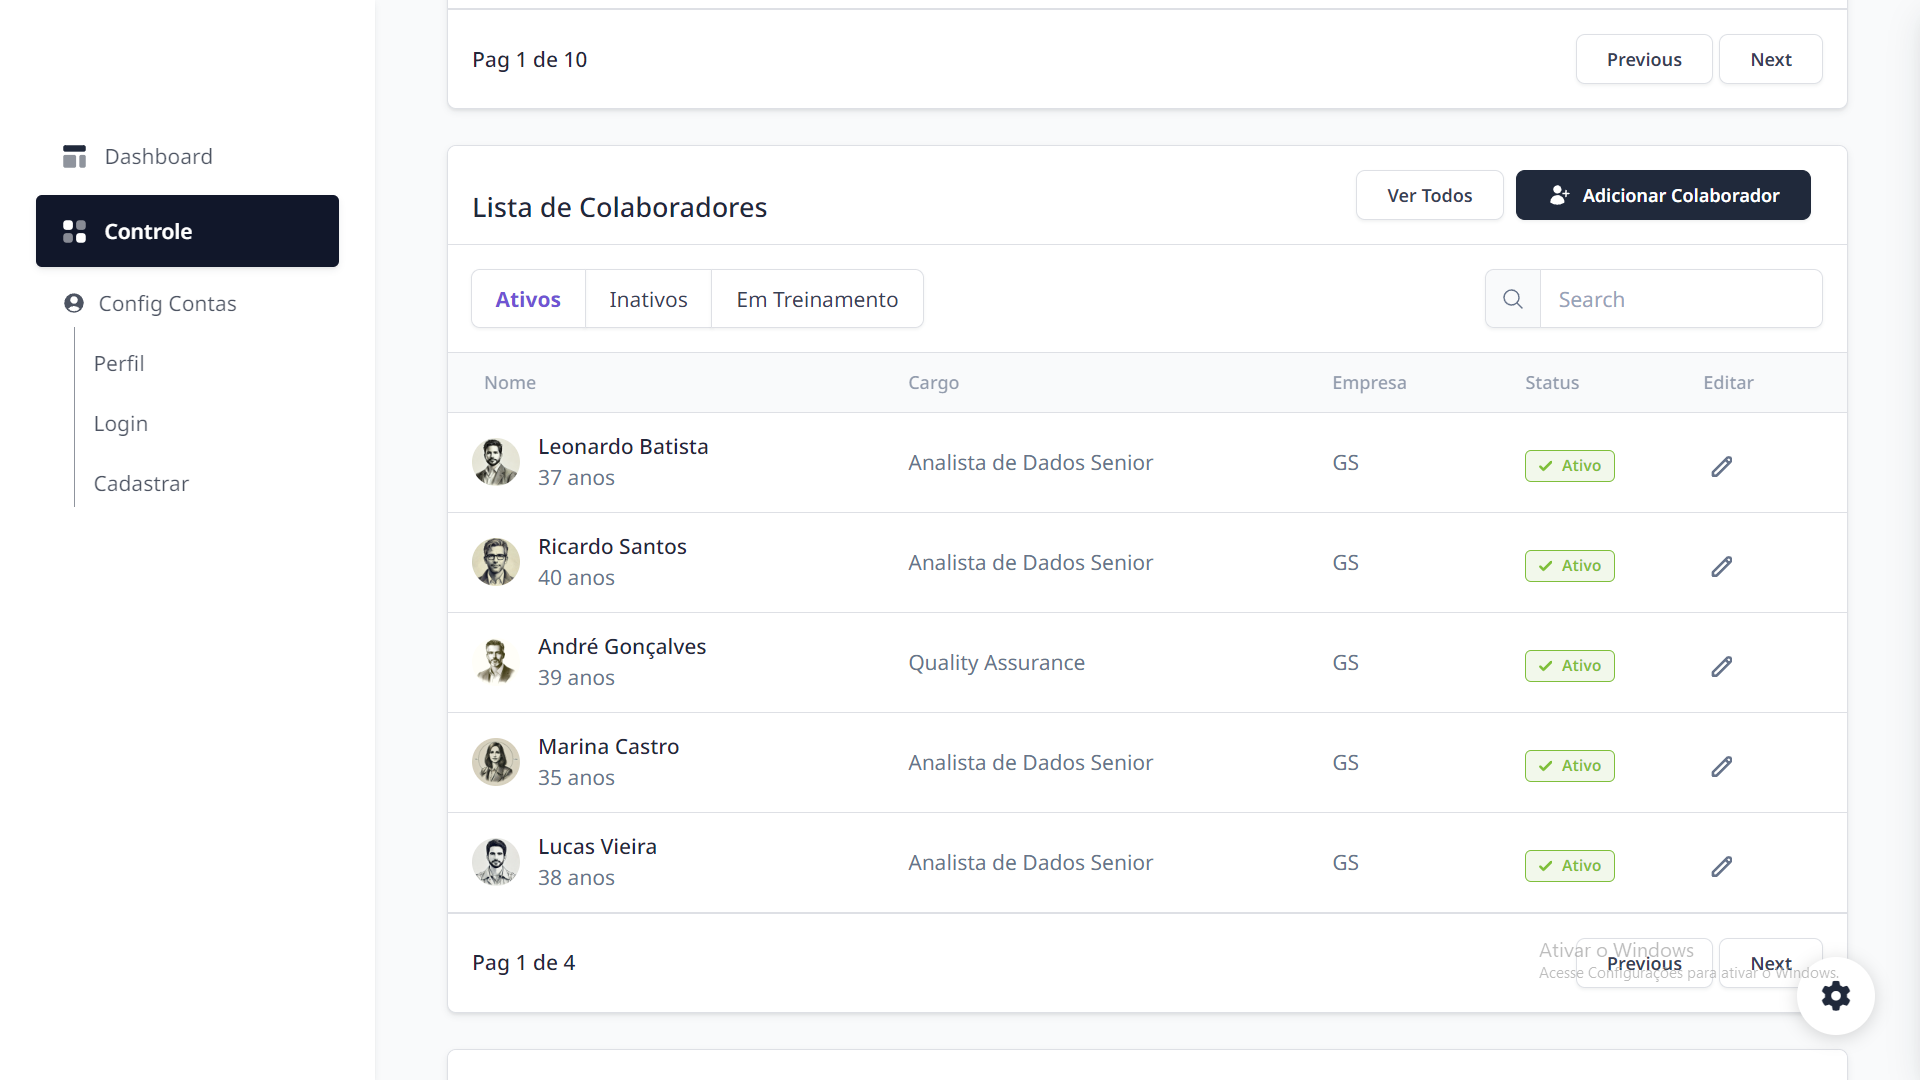 Dashboard
Controle
Config Contas
Perfil
Login
Cadastrar
Pag 1 de 10
Previous
Next
Lista de Colaboradores
Ver Todos
Adicionar Colaborador
Ativos
Inativos
Em Treinamento
Search
Nome
Cargo
Empresa
Status
Editar
Leonardo Batista
37 anos
Analista de Dados Senior
GS
Ativo
Ricardo Santos
40 anos
Analista de Dados Senior
GS
Ativo
André Gonçalves
39 anos
Quality Assurance
GS
Ativo
Marina Castro
35 anos
Analista de Dados Senior
GS
Ativo
Lucas Vieira
38 anos
Analista de Dados Senior
GS
Ativo
Pag 1 de 4
Previous
Next
Ativar o Windows
Acesse Configurações para ativar o Windows.